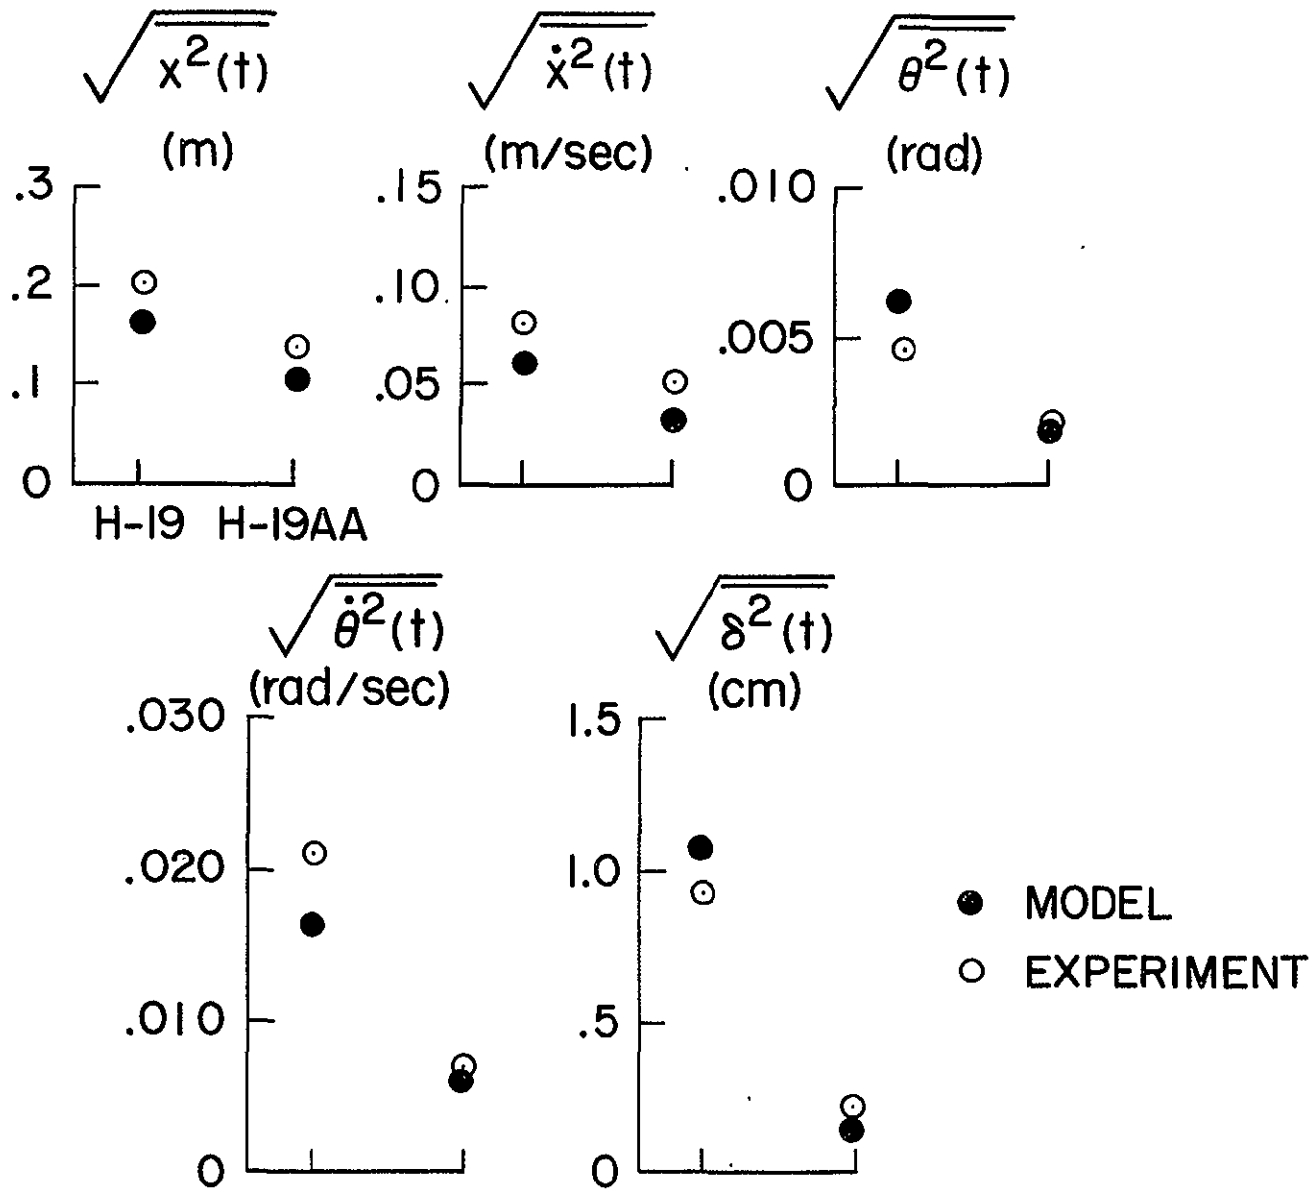 √x²(t)
(m)
.3
.2
.1
0
H-19 H-19AA
√ẋ²(t)
(m/sec)
.15
.10
.05
0
√θ²(t)
(rad)
.010
.005
0
√θ̇²(t)
(rad/sec)
.030
.020
.010
0
√δ²(t)
(cm)
1.5
1.0
.5
0
MODEL
EXPERIMENT